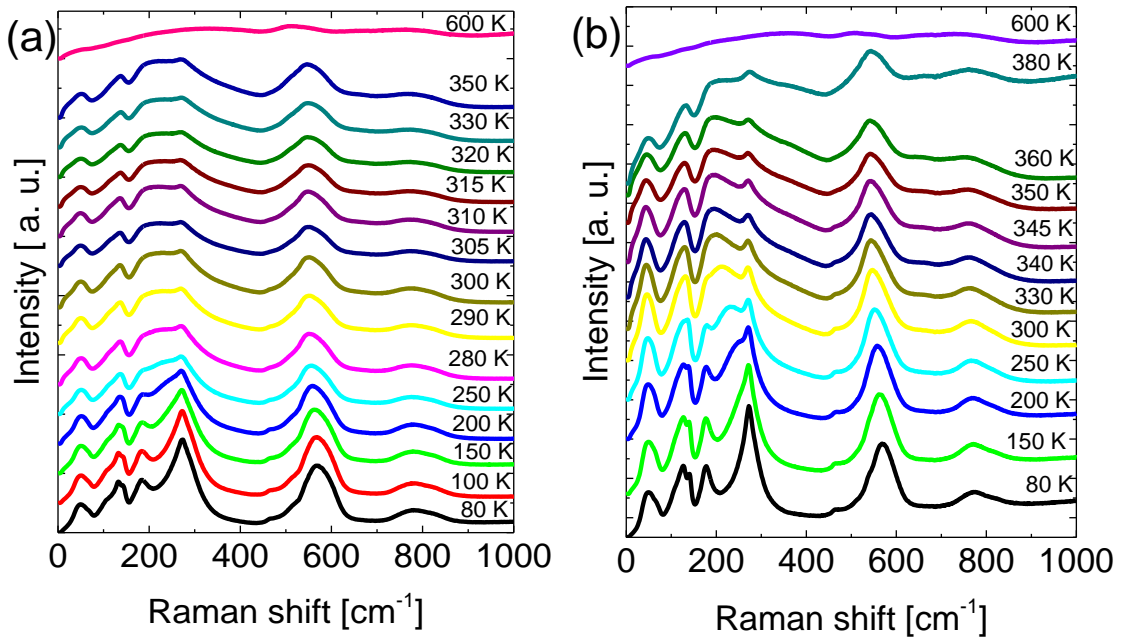 (a)
600 K
350 K
330 K
320 K
315 K
310 K
305 K
300 K
290 K
280 K
250 K
200 K
150 K
100 K
80 K
Intensity [ a. u.]
0 200 400 600 800 1000
Raman shift [cm⁻¹]
(b)
600 K
380 K
360 K
350 K
345 K
340 K
330 K
300 K
250 K
200 K
150 K
80 K
Intensity [a. u.]
0 200 400 600 800 1000
Raman shift [cm⁻¹]